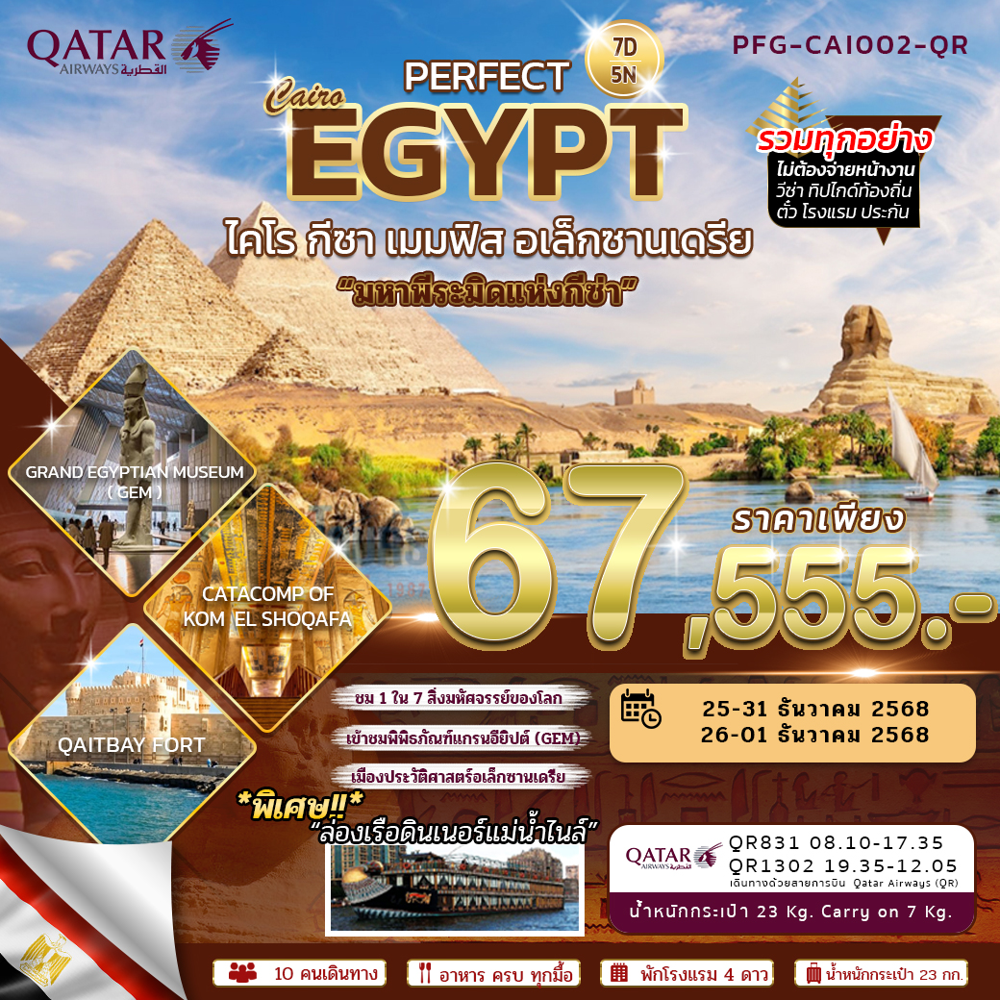 QATAR
AIRWAYS القطرية
PFG-CAI002-QR
7D
5N
PERFECT
Cairo
EGYPT
รวมทุกอย่าง
ไม่ต้องจ่ายหน้างาน
วีซ่า ทิปไกด์ท้องถิ่น
ตั๋ว โรงแรม ประกัน
ไคโร กีซา เมมฟิส อเล็กซานเดรีย
"มหาพีระมิดแห่งกีซ่า"
GRAND EGYPTIAN MUSEUM
( GEM )
CATACOMP OF
KOM EL SHOQAFA
QAITBAY FORT
ราคาเพียง
67,555.-
ชม 1 ใน 7 สิ่งมหัศจรรย์ของโลก
เข้าชมพิพิธภัณฑ์แกรนอียิปต์ (GEM)
เมืองประวัติศาสตร์อเล็กซานเดรีย
25-31 ธันวาคม 2568
26-01 ธันวาคม 2568
*พิเศษ!!*
"ล่องเรือดินเนอร์แม่น้ำไนล์"
QATAR
AIRWAYS القطرية
QR831 08.10-17.35
QR1302 19.35-12.05
เดินทางด้วยสายการบิน Qatar Airways (QR)
น้ำหนักกระเป๋า 23 Kg. Carry on 7 Kg.
10 คนเดินทาง
อาหาร ครบ ทุกมื้อ
พักโรงแรม 4 ดาว
น้ำหนักกระเป๋า 23 กก.